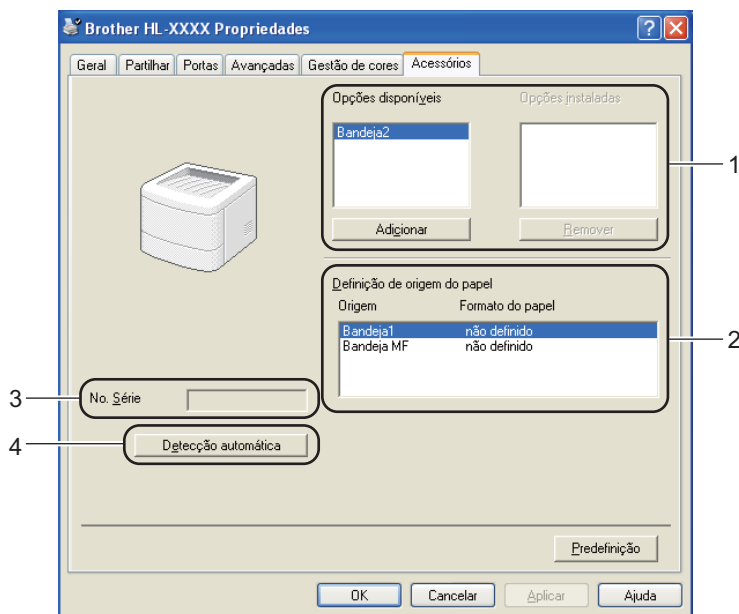 Brother HL-XXXX Propriedades
Geral Partilhar Portas Avançadas Gestão de cores Acessórios
Opções disponíveis Opções instaladas
Bandeja2
1
Adicionar Remover
Definição de origem do papel
Origem Formato do papel
Bandeja1 não definido
Bandeja MF não definido
2
3 No. Série
4 Detecção automática
Predefinição
OK Cancelar Aplicar Ajuda